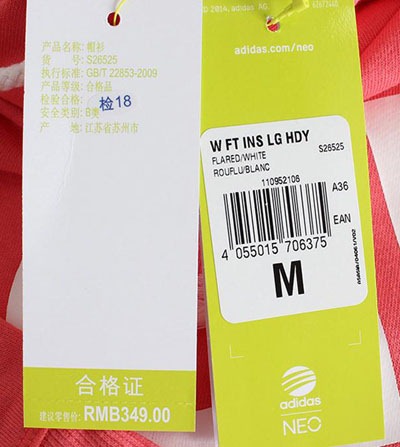 产品名称: 帽衫
货 号: S26525
执行标准: GB/T 22853-2009
产品等级: 合格品
检验合格: 检18
安全类别: B类
产 地: 江苏省苏州市
合格证
建议零售价: RMB349.00
2014, adidas
adidas.com/neo
W FT INS LG HDY
FLARED/WHITE
S26525
ROUFLU/BLANC
110952106
A36
EAN
4 055015 706375
M
adidas
NEO